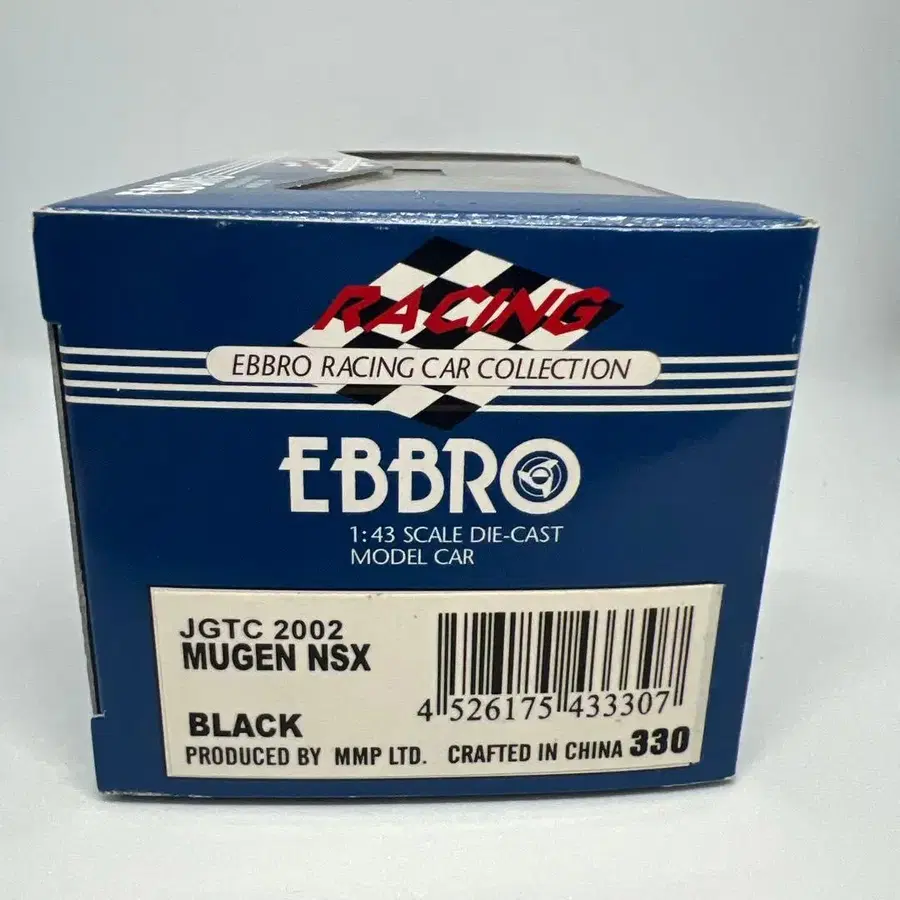 EBBRO
RACING
EBBRO RACING CAR COLLECTION
EBBRO
1:43 SCALE DIE-CAST
MODEL CAR
JGTC 2002
MUGEN NSX
BLACK
4 526175 433307
PRODUCED BY MMP LTD. CRAFTED IN CHINA 330